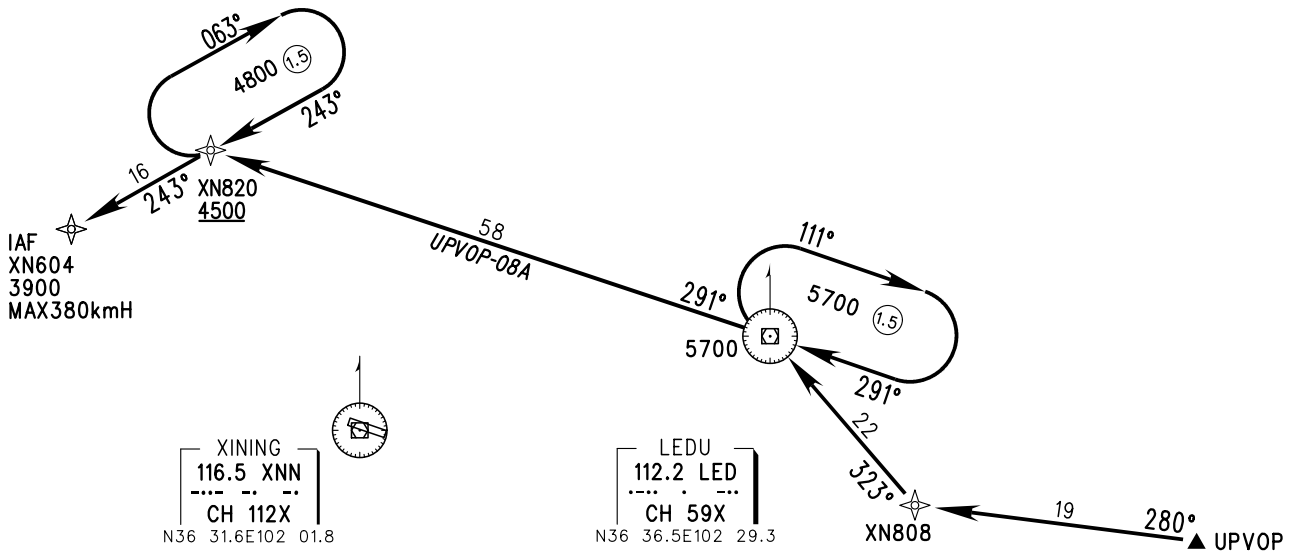 063°
4800 1.5
243°
16
243°
XN820
4500
IAF
XN604
3900
MAX380kmH
58
UPVOP-08A
291°
111°
5700 1.5
5700
291°
22
323°
XN808
19
280°
UPVOP
XINING
116.5 XNN
-··- -· -·
CH 112X
N36 31.6E102 01.8
LEDU
112.2 LED
·-·· · -··
CH 59X
N36 36.5E102 29.3